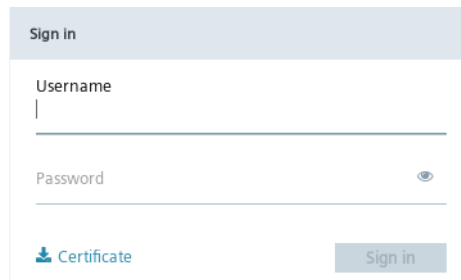 Sign in
Username
Password
Certificate
Sign in